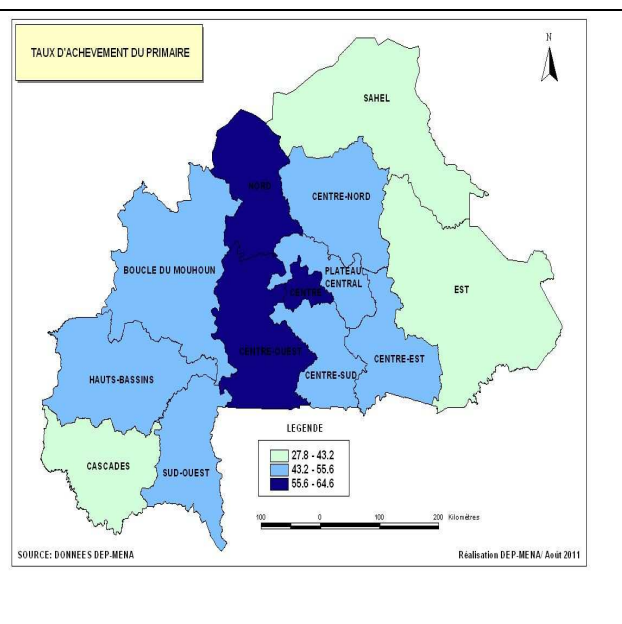 TAUX D'ACHEVEMENT DU PRIMAIRE
N
SAHEL
NORD
CENTRE-NORD
BOUCLE DU MOUHOUN
PLATEAU
CENTRAL
CENTRE
EST
CENTRE-OUEST
CENTRE-EST
HAUTS-BASSINS
CENTRE-SUD
CASCADES
SUD-OUEST
LEGENDE
27.8 - 43.2
43.2 - 55.6
55.6 - 64.6
100 0 100 200 Kilomètres
SOURCE: DONNEES DEP-MENA
Réalisation DEP-MENA/ Août 2011